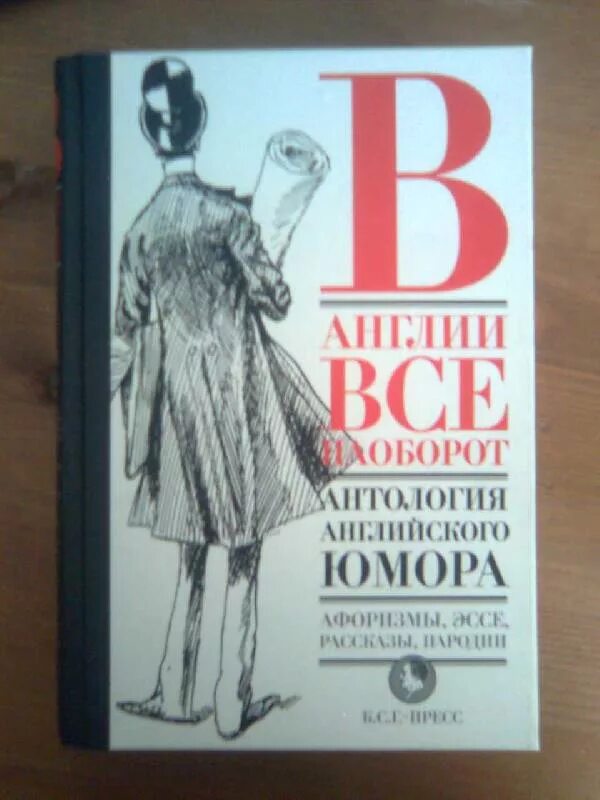 В
АНГЛИИ
ВСЕ
НАОБОРОТ
АНТОЛОГИЯ
АНГЛИЙСКОГО
ЮМОРА
АФОРИЗМЫ, ЭССЕ,
РАССКАЗЫ, ПАРОДИИ
Б.С.Г.-ПРЕСС